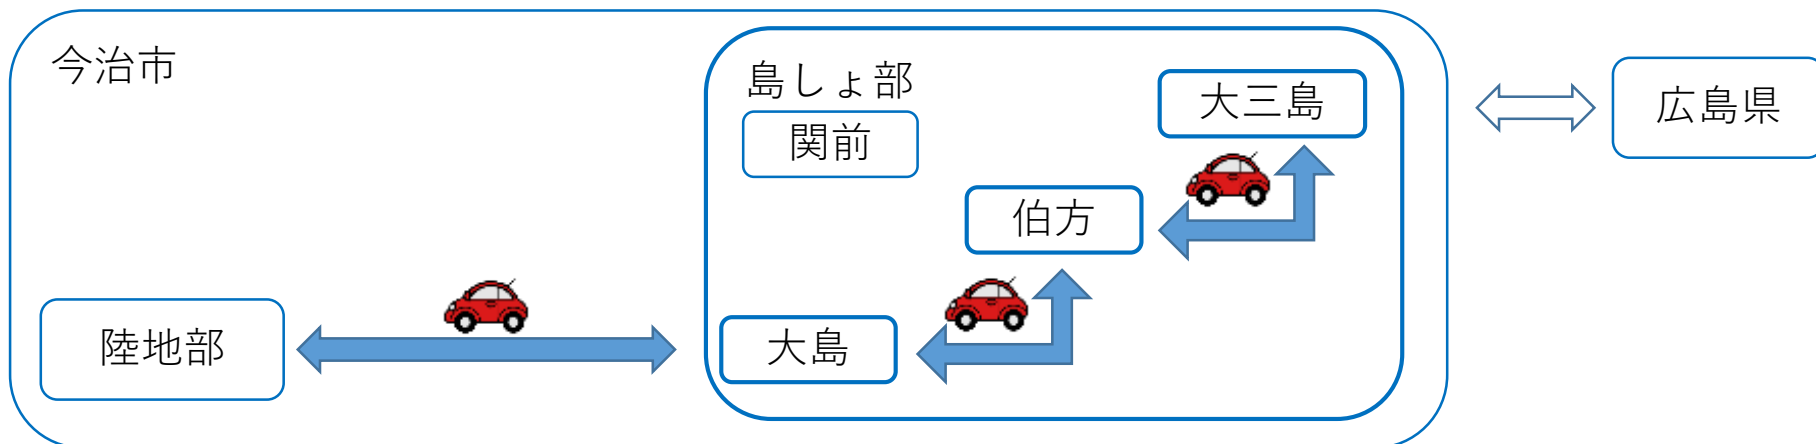 今治市
島しょ部
関前
大三島
広島県
伯方
陸地部
大島